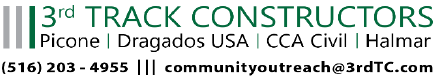 3rd TRACK CONSTRUCTORS
Picone | Dragados USA | CCA Civil | Halmar
(516) 203 - 4955 ||| communityoutreach@3rdTC.com